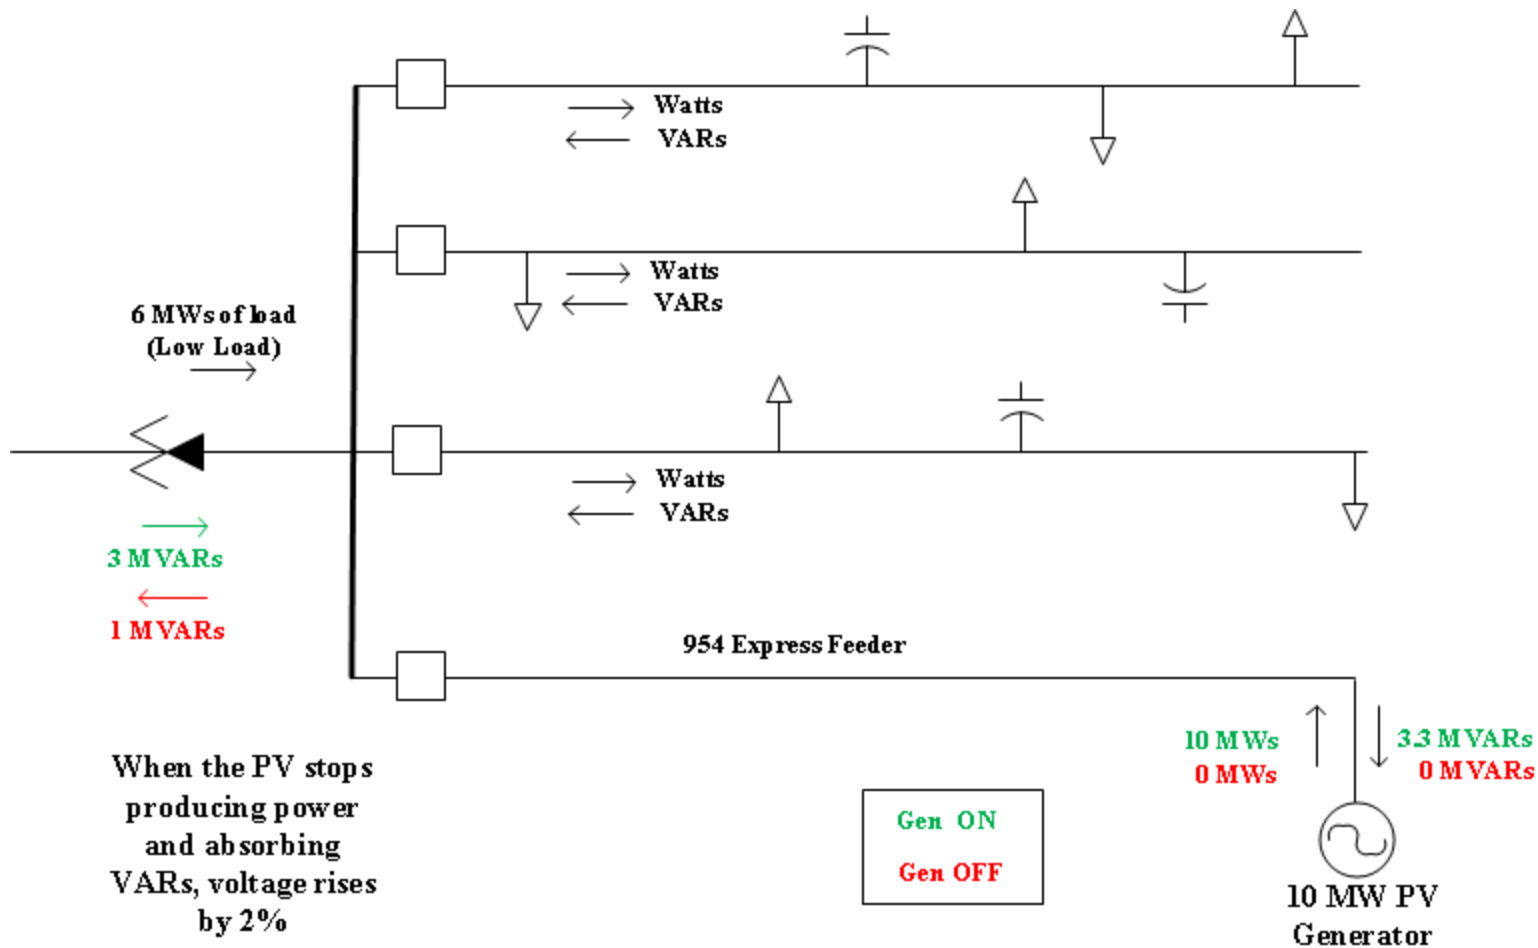 Watts
VARs
Watts
VARs
6 MWs of load
(Low Load)
Watts
VARs
3 MVARs
1 MVARs
954 Express Feeder
10 MWs
0 MWs
3.3 MVARs
0 MVARs
When the PV stops
producing power
and absorbing
VARs, voltage rises
by 2%
Gen ON
Gen OFF
10 MW PV
Generator